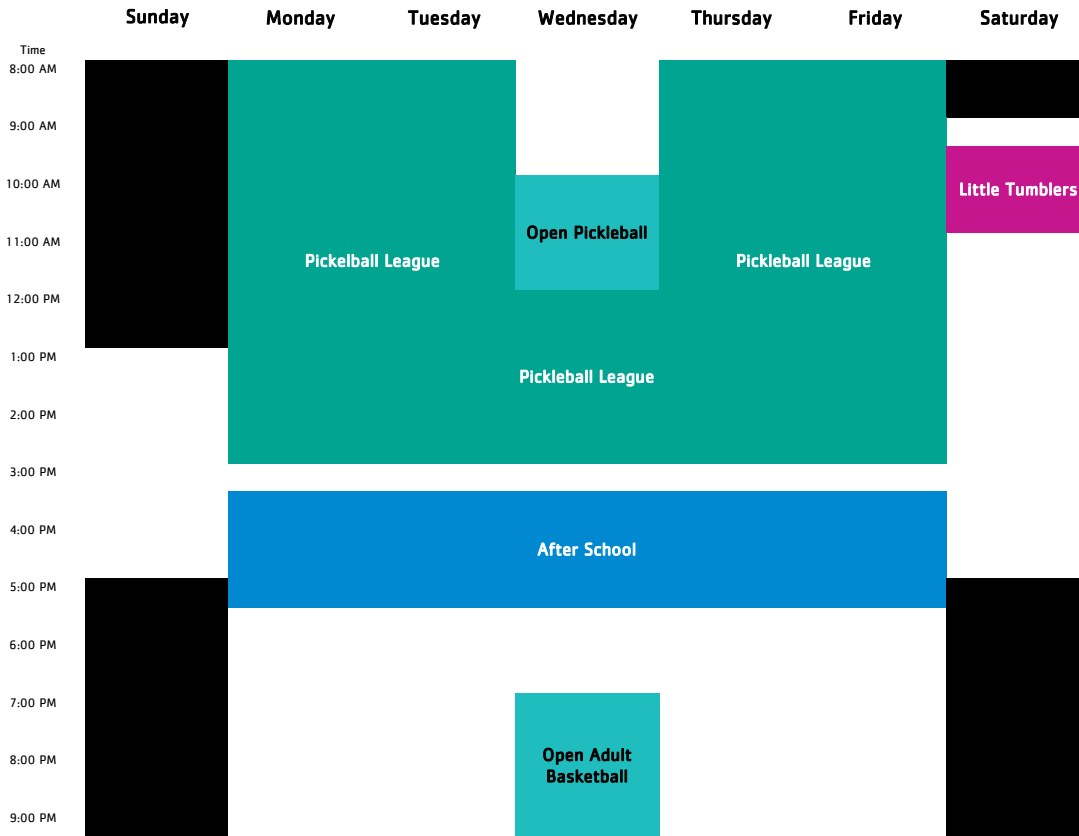 Sunday Monday Tuesday Wednesday Thursday Friday Saturday
Time
8:00 AM
9:00 AM
10:00 AM
Little Tumblers
Open Pickleball
11:00 AM
Pickelball League
Pickleball League
12:00 PM
1:00 PM
Pickleball League
2:00 PM
3:00 PM
4:00 PM
After School
5:00 PM
6:00 PM
7:00 PM
8:00 PM
Open Adult
Basketball
9:00 PM